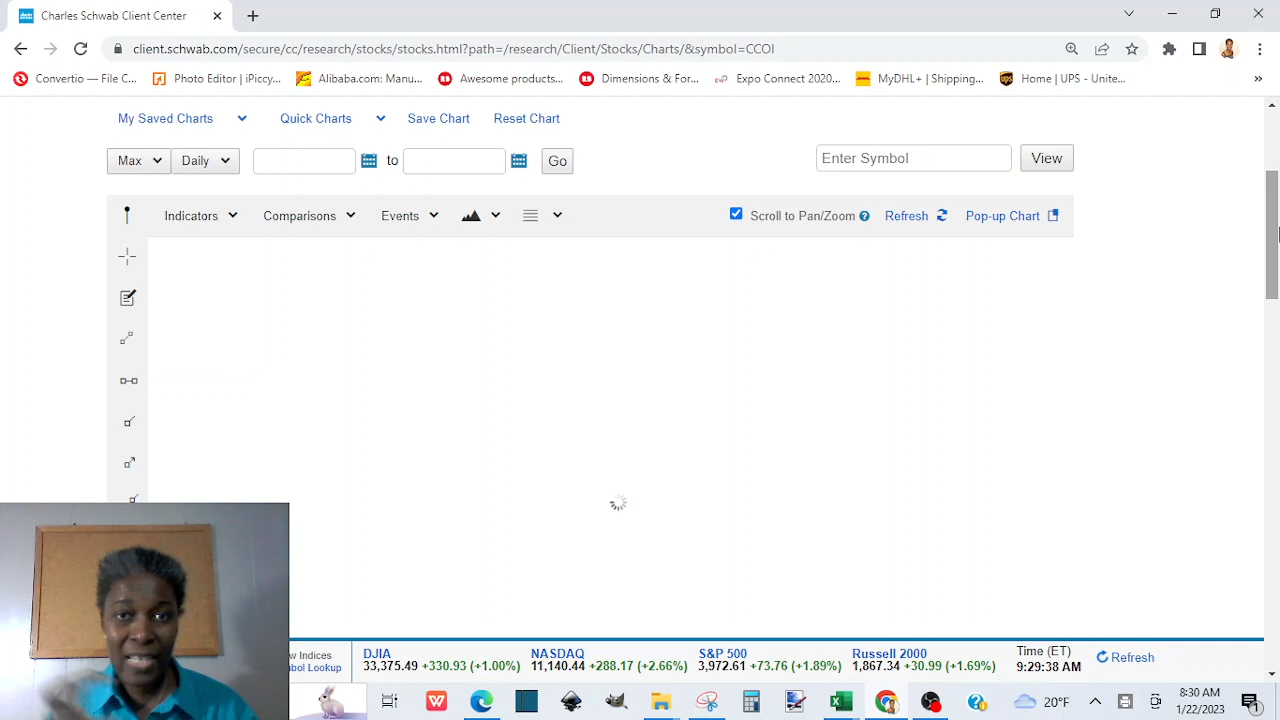 Charles Schwab Client Center
client.schwab.com/secure/cc/research/stocks/stocks.html?path=/research/Client/Stocks/Charts/&symbol=CCOI
Convertio — File C... Photo Editor | iPiccy... Alibaba.com: Manu... Awesome products... Dimensions & For... Expo Connect 2020... MyDHL+ | Shipping... Home | UPS - Unite...
My Saved Charts Quick Charts Save Chart Reset Chart
Max Daily to Go Enter Symbol View
Indicators Comparisons Events Scroll to Pan/Zoom ? Refresh Pop-up Chart
Indices DJIA NASDAQ S&P 500 Russell 2000 Time (ET)
Lookup 33,375.49 +330.93 (+1.00%) 11,140.44 +288.17 (+2.66%) 3,972.61 +73.76 (+1.89%) 1,867.34 +30.99 (+1.69%) 9:29:38 AM Refresh
20°F 8:30 AM
1/22/2023 1